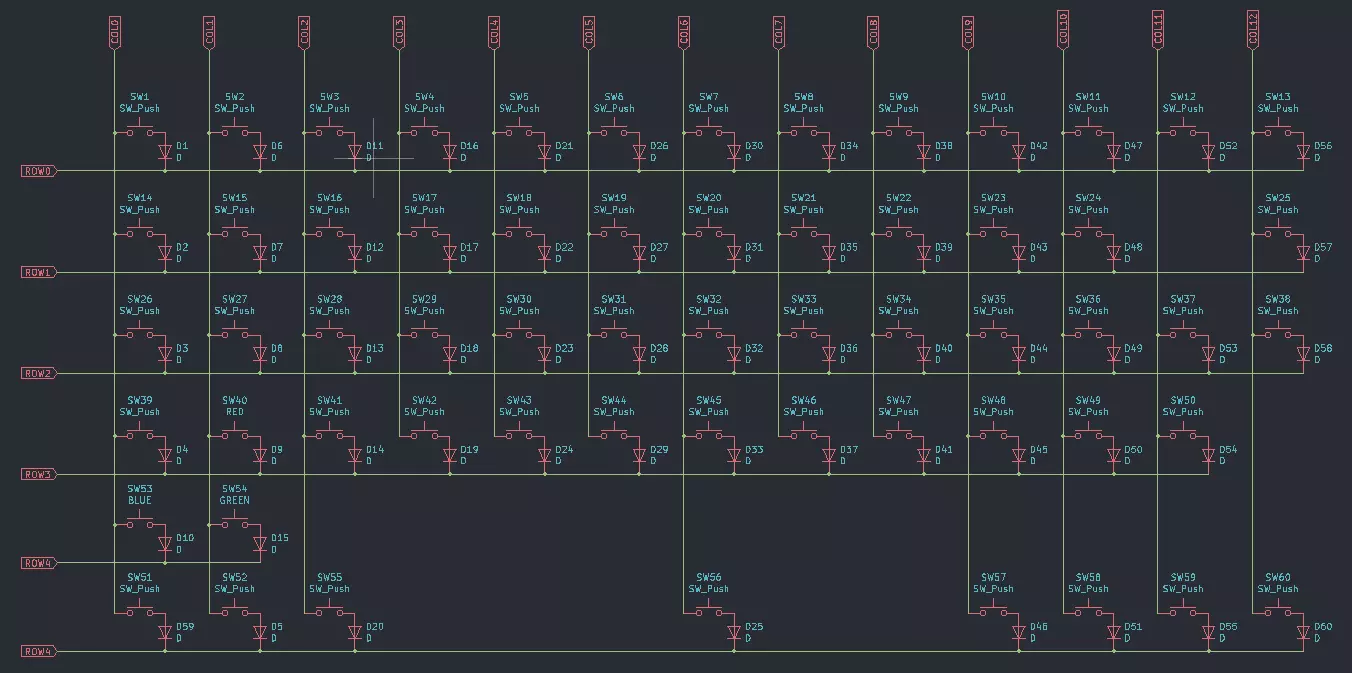 COL0 COL1 COL2 COL3 COL4 COL5 COL6 COL7 COL8 COL9 COL10 COL11 COL12
SW1 SW2 SW3 SW4 SW5 SW6 SW7 SW8 SW9 SW10 SW11 SW12 SW13
SW_Push SW_Push SW_Push SW_Push SW_Push SW_Push SW_Push SW_Push SW_Push SW_Push SW_Push SW_Push SW_Push
D1 D6 D11 D16 D21 D26 D30 D34 D38 D42 D47 D52 D56
D D D D D D D D D D D D D
ROW0
SW14 SW15 SW16 SW17 SW18 SW19 SW20 SW21 SW22 SW23 SW24 SW25
SW_Push SW_Push SW_Push SW_Push SW_Push SW_Push SW_Push SW_Push SW_Push SW_Push SW_Push SW_Push
D2 D7 D12 D17 D22 D27 D31 D35 D39 D43 D48 D57
D D D D D D D D D D D D
ROW1
SW26 SW27 SW28 SW29 SW30 SW31 SW32 SW33 SW34 SW35 SW36 SW37 SW38
SW_Push SW_Push SW_Push SW_Push SW_Push SW_Push SW_Push SW_Push SW_Push SW_Push SW_Push SW_Push SW_Push
D3 D8 D13 D18 D23 D28 D32 D36 D40 D44 D49 D53 D58
D D D D D D D D D D D D D
ROW2
SW39 SW40 SW41 SW42 SW43 SW44 SW45 SW46 SW47 SW48 SW49 SW50
SW_Push RED SW_Push SW_Push SW_Push SW_Push SW_Push SW_Push SW_Push SW_Push SW_Push SW_Push
D4 D9 D14 D19 D24 D29 D33 D37 D41 D45 D50 D54
D D D D D D D D D D D D
ROW3
SW53 SW54
BLUE GREEN
D10 D15
D D
ROW4
SW51 SW52 SW55 SW56 SW57 SW58 SW59 SW60
SW_Push SW_Push SW_Push SW_Push SW_Push SW_Push SW_Push SW_Push
D59 D5 D20 D25 D46 D51 D55 D60
D D D D D D D D
ROW4